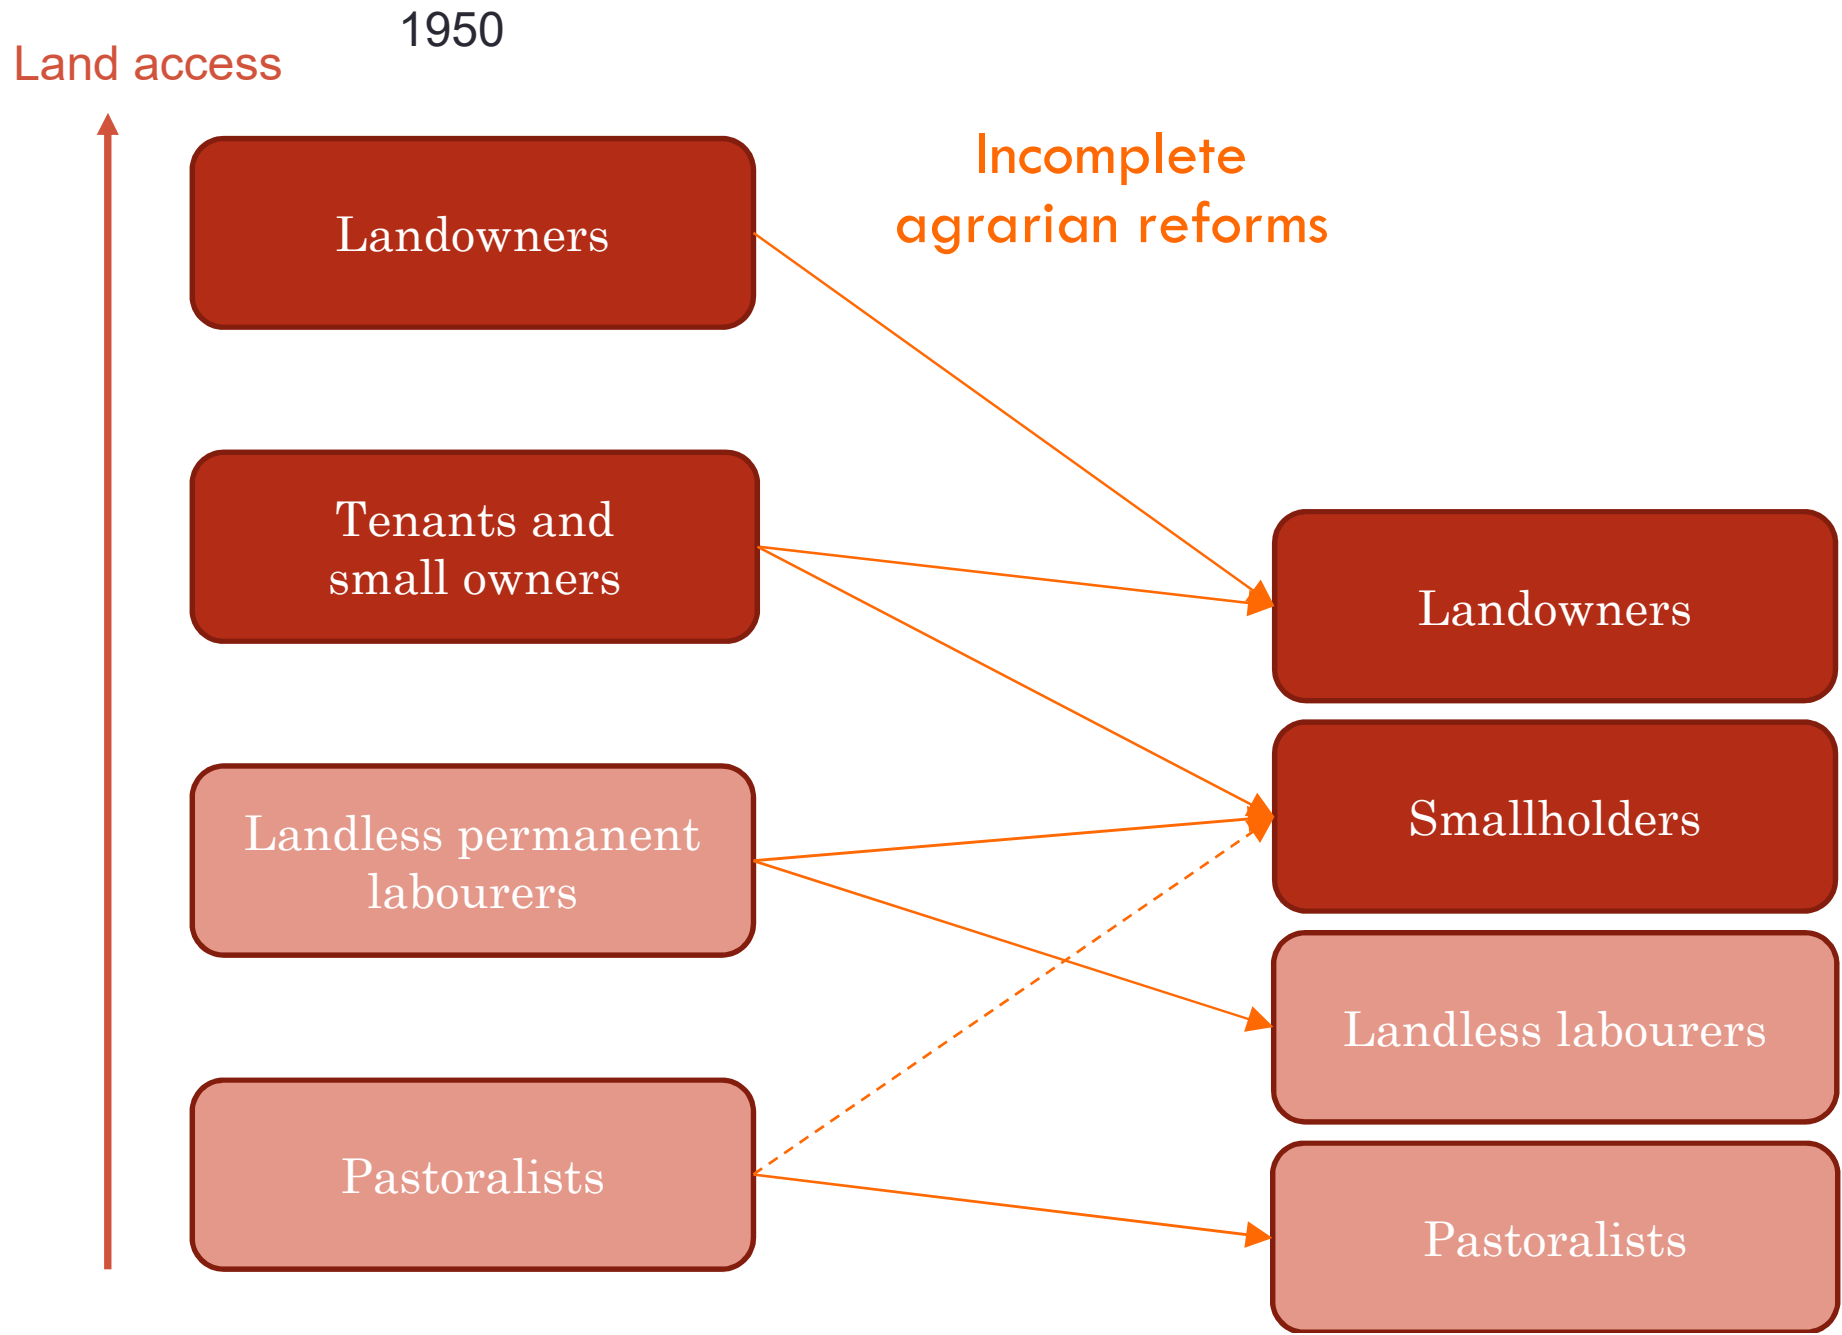 1950
Land access
Incomplete
agrarian reforms
Landowners
Tenants and
small owners
Landless permanent
labourers
Pastoralists
Landowners
Smallholders
Landless labourers
Pastoralists